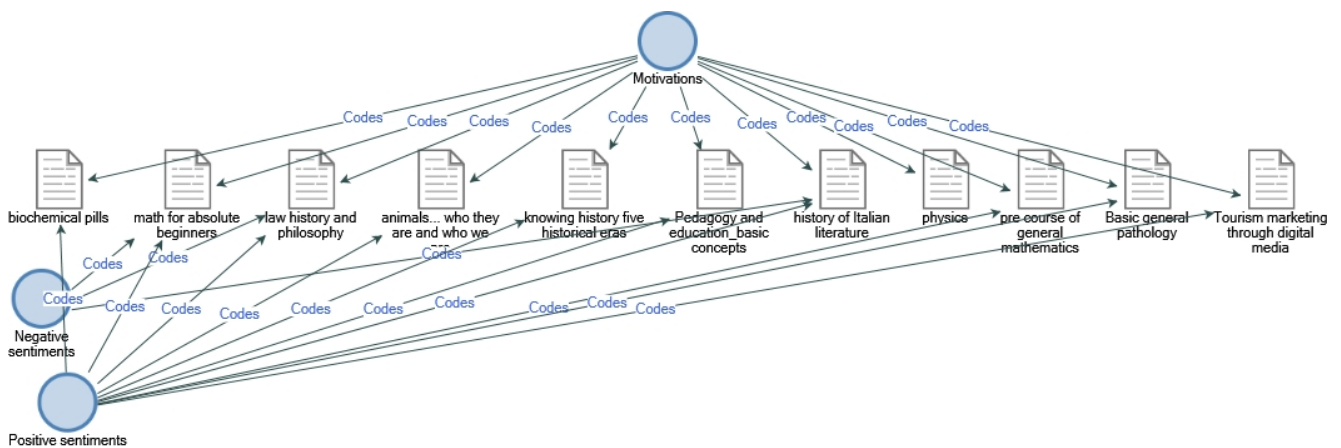 Motivations
Codes
Codes
Codes
Codes
Codes
Codes
Codes
Codes
Codes
Codes
Codes
biochemical pills
math for absolute
beginners
law history and
philosophy
animals... who they
are and who we
knowing history five
historical eras
Pedagogy and
education_basic
concepts
history of Italian
literature
physics
pre course of
general
mathematics
Basic general
pathology
Tourism marketing
through digital
media
Codes
Codes
Codes
Codes
Codes
Codes
Codes
Codes
Codes
Codes
Codes
Codes
Codes
Negative
sentiments
Positive sentiments